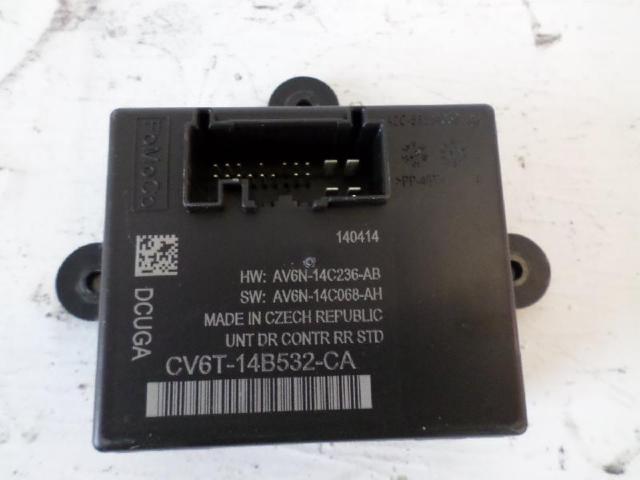 FoMoCo
140414
HW: AV6N-14C236-AB
SW: AV6N-14C068-AH
MADE IN CZECH REPUBLIC
UNT DR CONTR RR STD
DCUGA
CV6T-14B532-CA